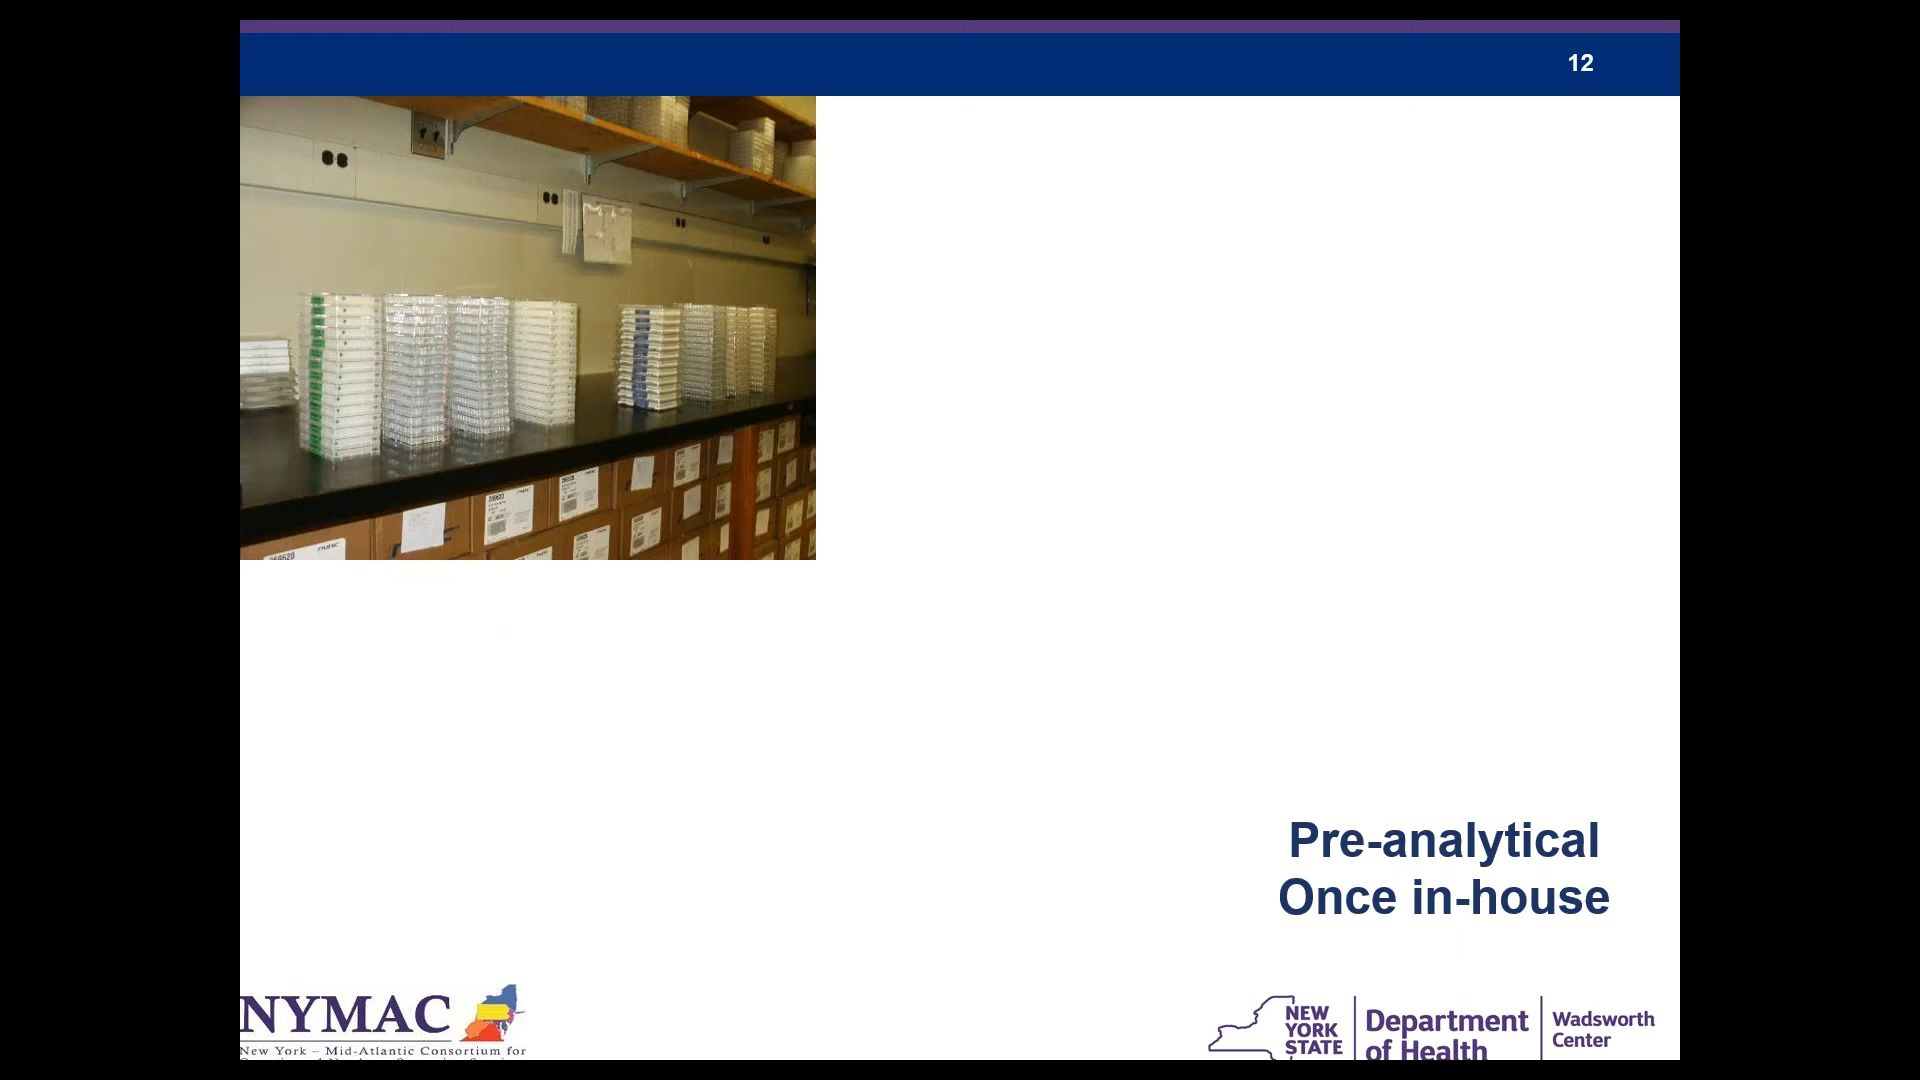 12
Pre-analytical
Once in-house
NYMAC
New York – Mid-Atlantic Consortium for
NEW
YORK
STATE
Department
of Health
Wadsworth
Center